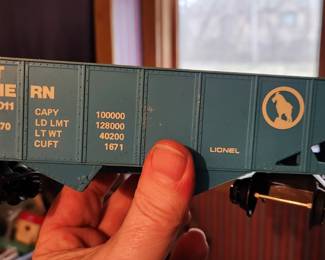 T
RN
011
70
CAPY 100000
LD LMT 128000
LT WT 40200
CUFT 1671
LIONEL